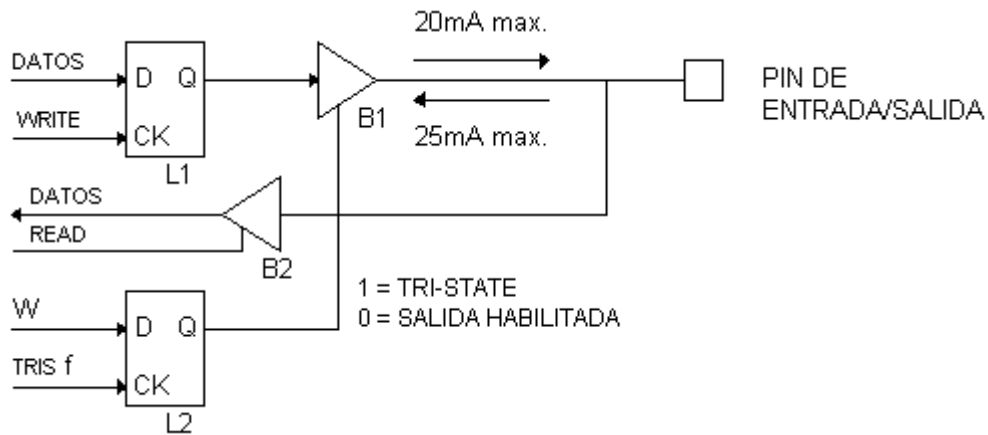 20mA max.
DATOS
D Q
PIN DE
ENTRADA/SALIDA
B1
WRITE
CK
25mA max.
L1
DATOS
READ
B2
1 = TRI-STATE
0 = SALIDA HABILITADA
W
D Q
TRIS f
CK
L2